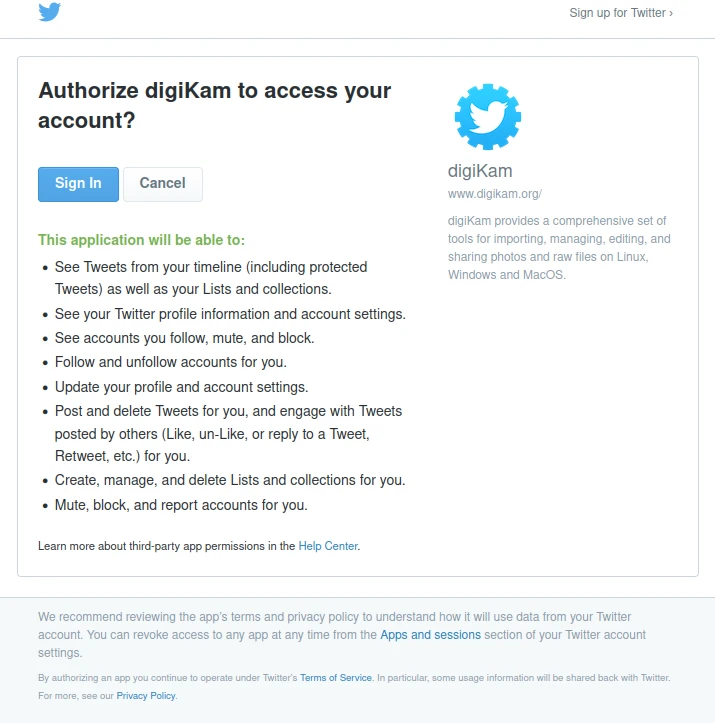 Sign up for Twitter ›
Authorize digiKam to access your
account?
Sign In
Cancel
This application will be able to:
• See Tweets from your timeline (including protected
Tweets) as well as your Lists and collections.
• See your Twitter profile information and account settings.
• See accounts you follow, mute, and block.
• Follow and unfollow accounts for you.
• Update your profile and account settings.
• Post and delete Tweets for you, and engage with Tweets
posted by others (Like, un-Like, or reply to a Tweet,
Retweet, etc.) for you.
• Create, manage, and delete Lists and collections for you.
• Mute, block, and report accounts for you.
Learn more about third-party app permissions in the Help Center.
digiKam
www.digikam.org/
digiKam provides a comprehensive set of
tools for importing, managing, editing, and
sharing photos and raw files on Linux,
Windows and MacOS.
We recommend reviewing the app's terms and privacy policy to understand how it will use data from your Twitter
account. You can revoke access to any app at any time from the Apps and sessions section of your Twitter account
settings.
By authorizing an app you continue to operate under Twitter's Terms of Service. In particular, some usage information will be shared back with Twitter.
For more, see our Privacy Policy.